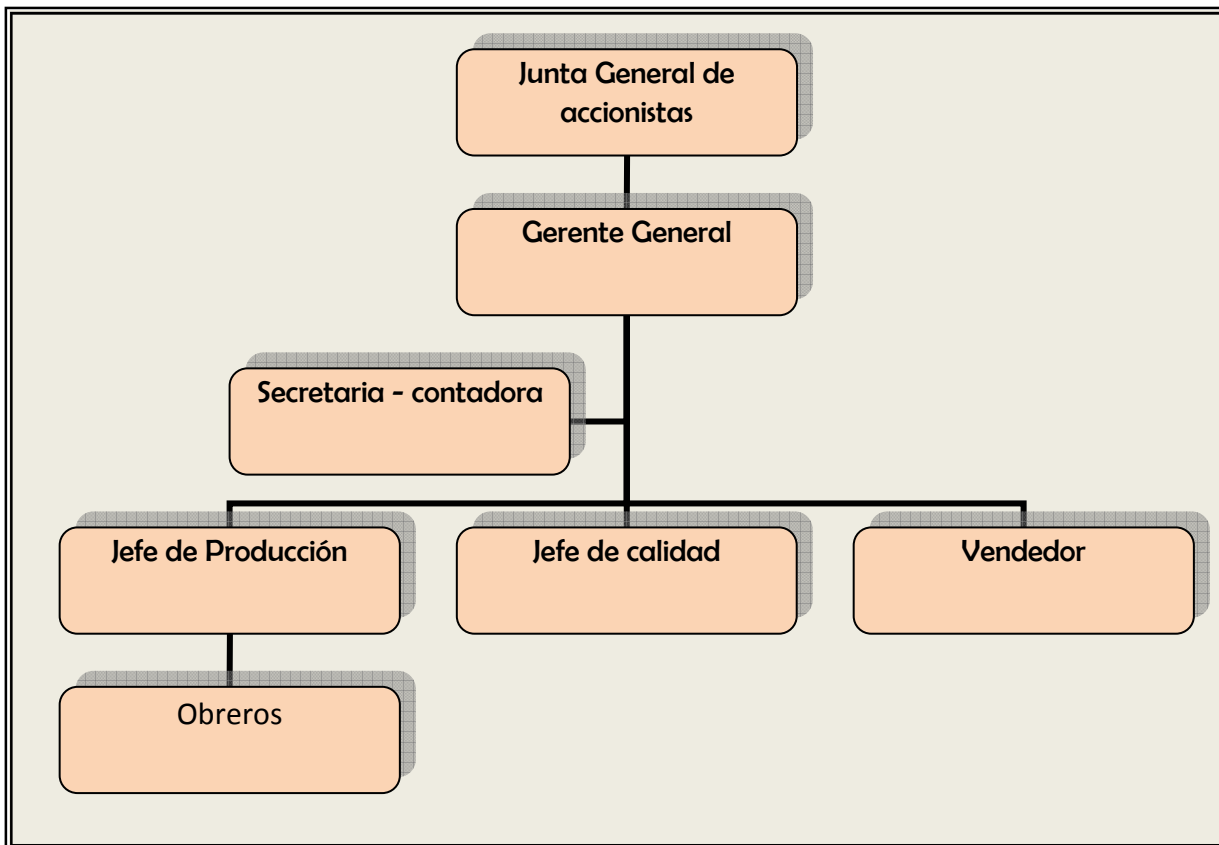 Junta General de
accionistas
Gerente General
Secretaria - contadora
Jefe de Producción
Jefe de calidad
Vendedor
Obreros